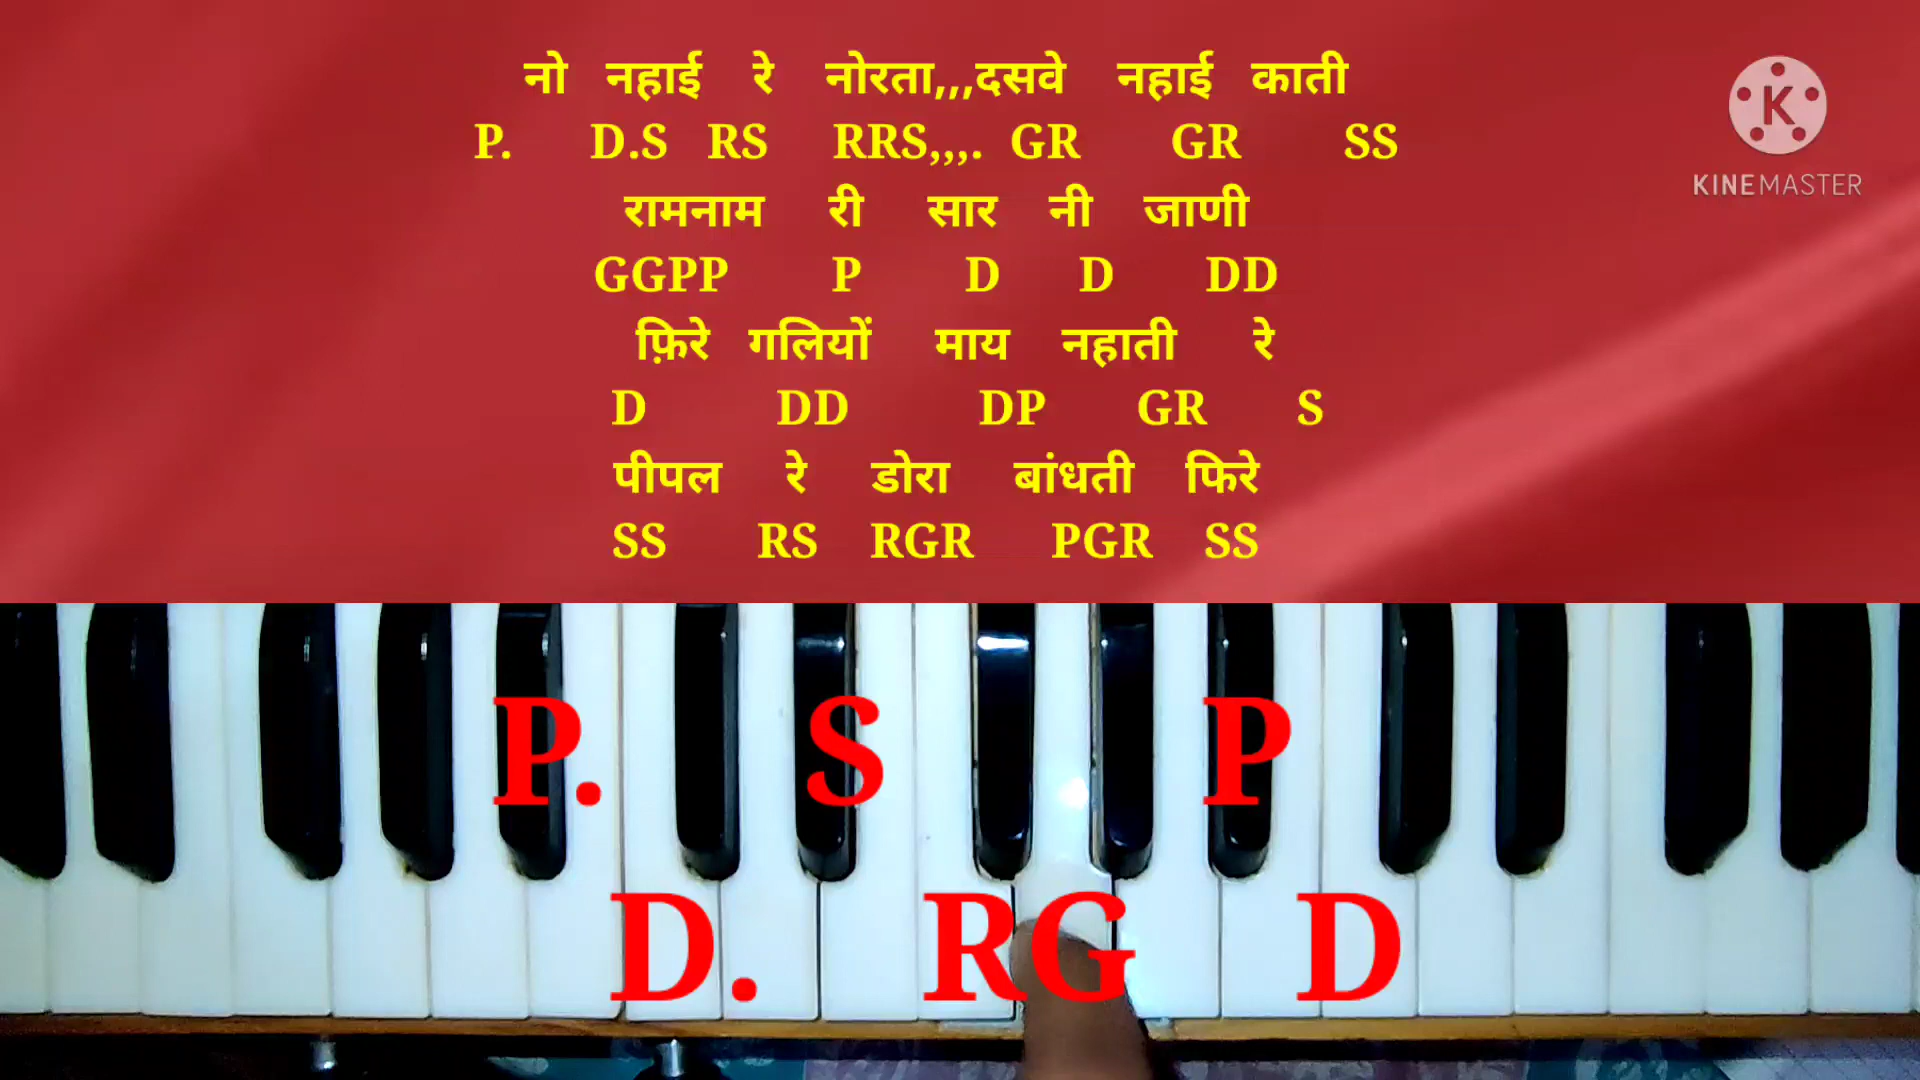 नो नहाई रे नोरता,,,दसवे नहाई काती
P. D.S RS RRS,,,. GR GR SS
रामनाम री सार नी जाणी
GGPP P D D DD
फ़िरे गलियों माय नहाती रे
D DD DP GR S
पीपल रे डोरा बांधती फिरे
SS RS RGR PGR SS
K
KINEMASTER
P. S P
D. RG D